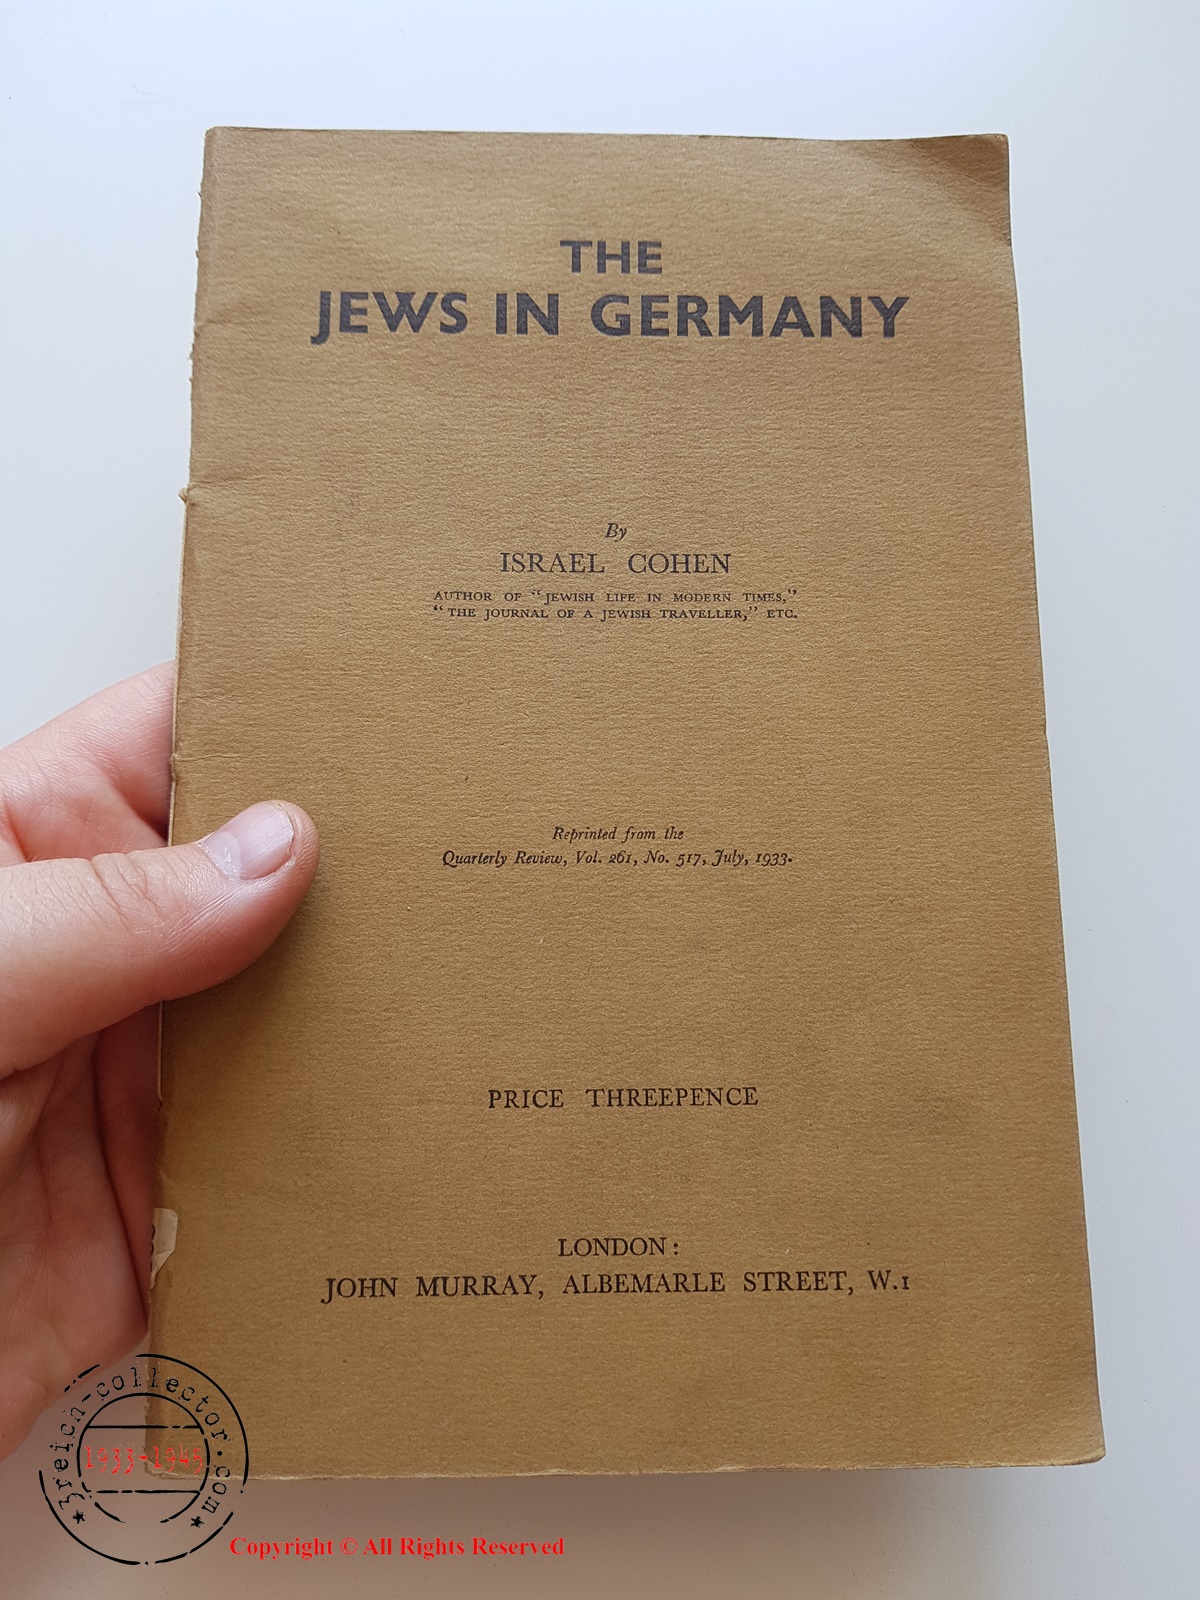 THE
JEWS IN GERMANY
By
ISRAEL COHEN
AUTHOR OF "JEWISH LIFE IN MODERN TIMES,"
"THE JOURNAL OF A JEWISH TRAVELLER," ETC.
Reprinted from the
Quarterly Review, Vol. 261, No. 517, July, 1933.
PRICE THREEPENCE
LONDON:
JOHN MURRAY, ALBEMARLE STREET, W.1
3reich-collector.com
1933-1945
Copyright © All Rights Reserved